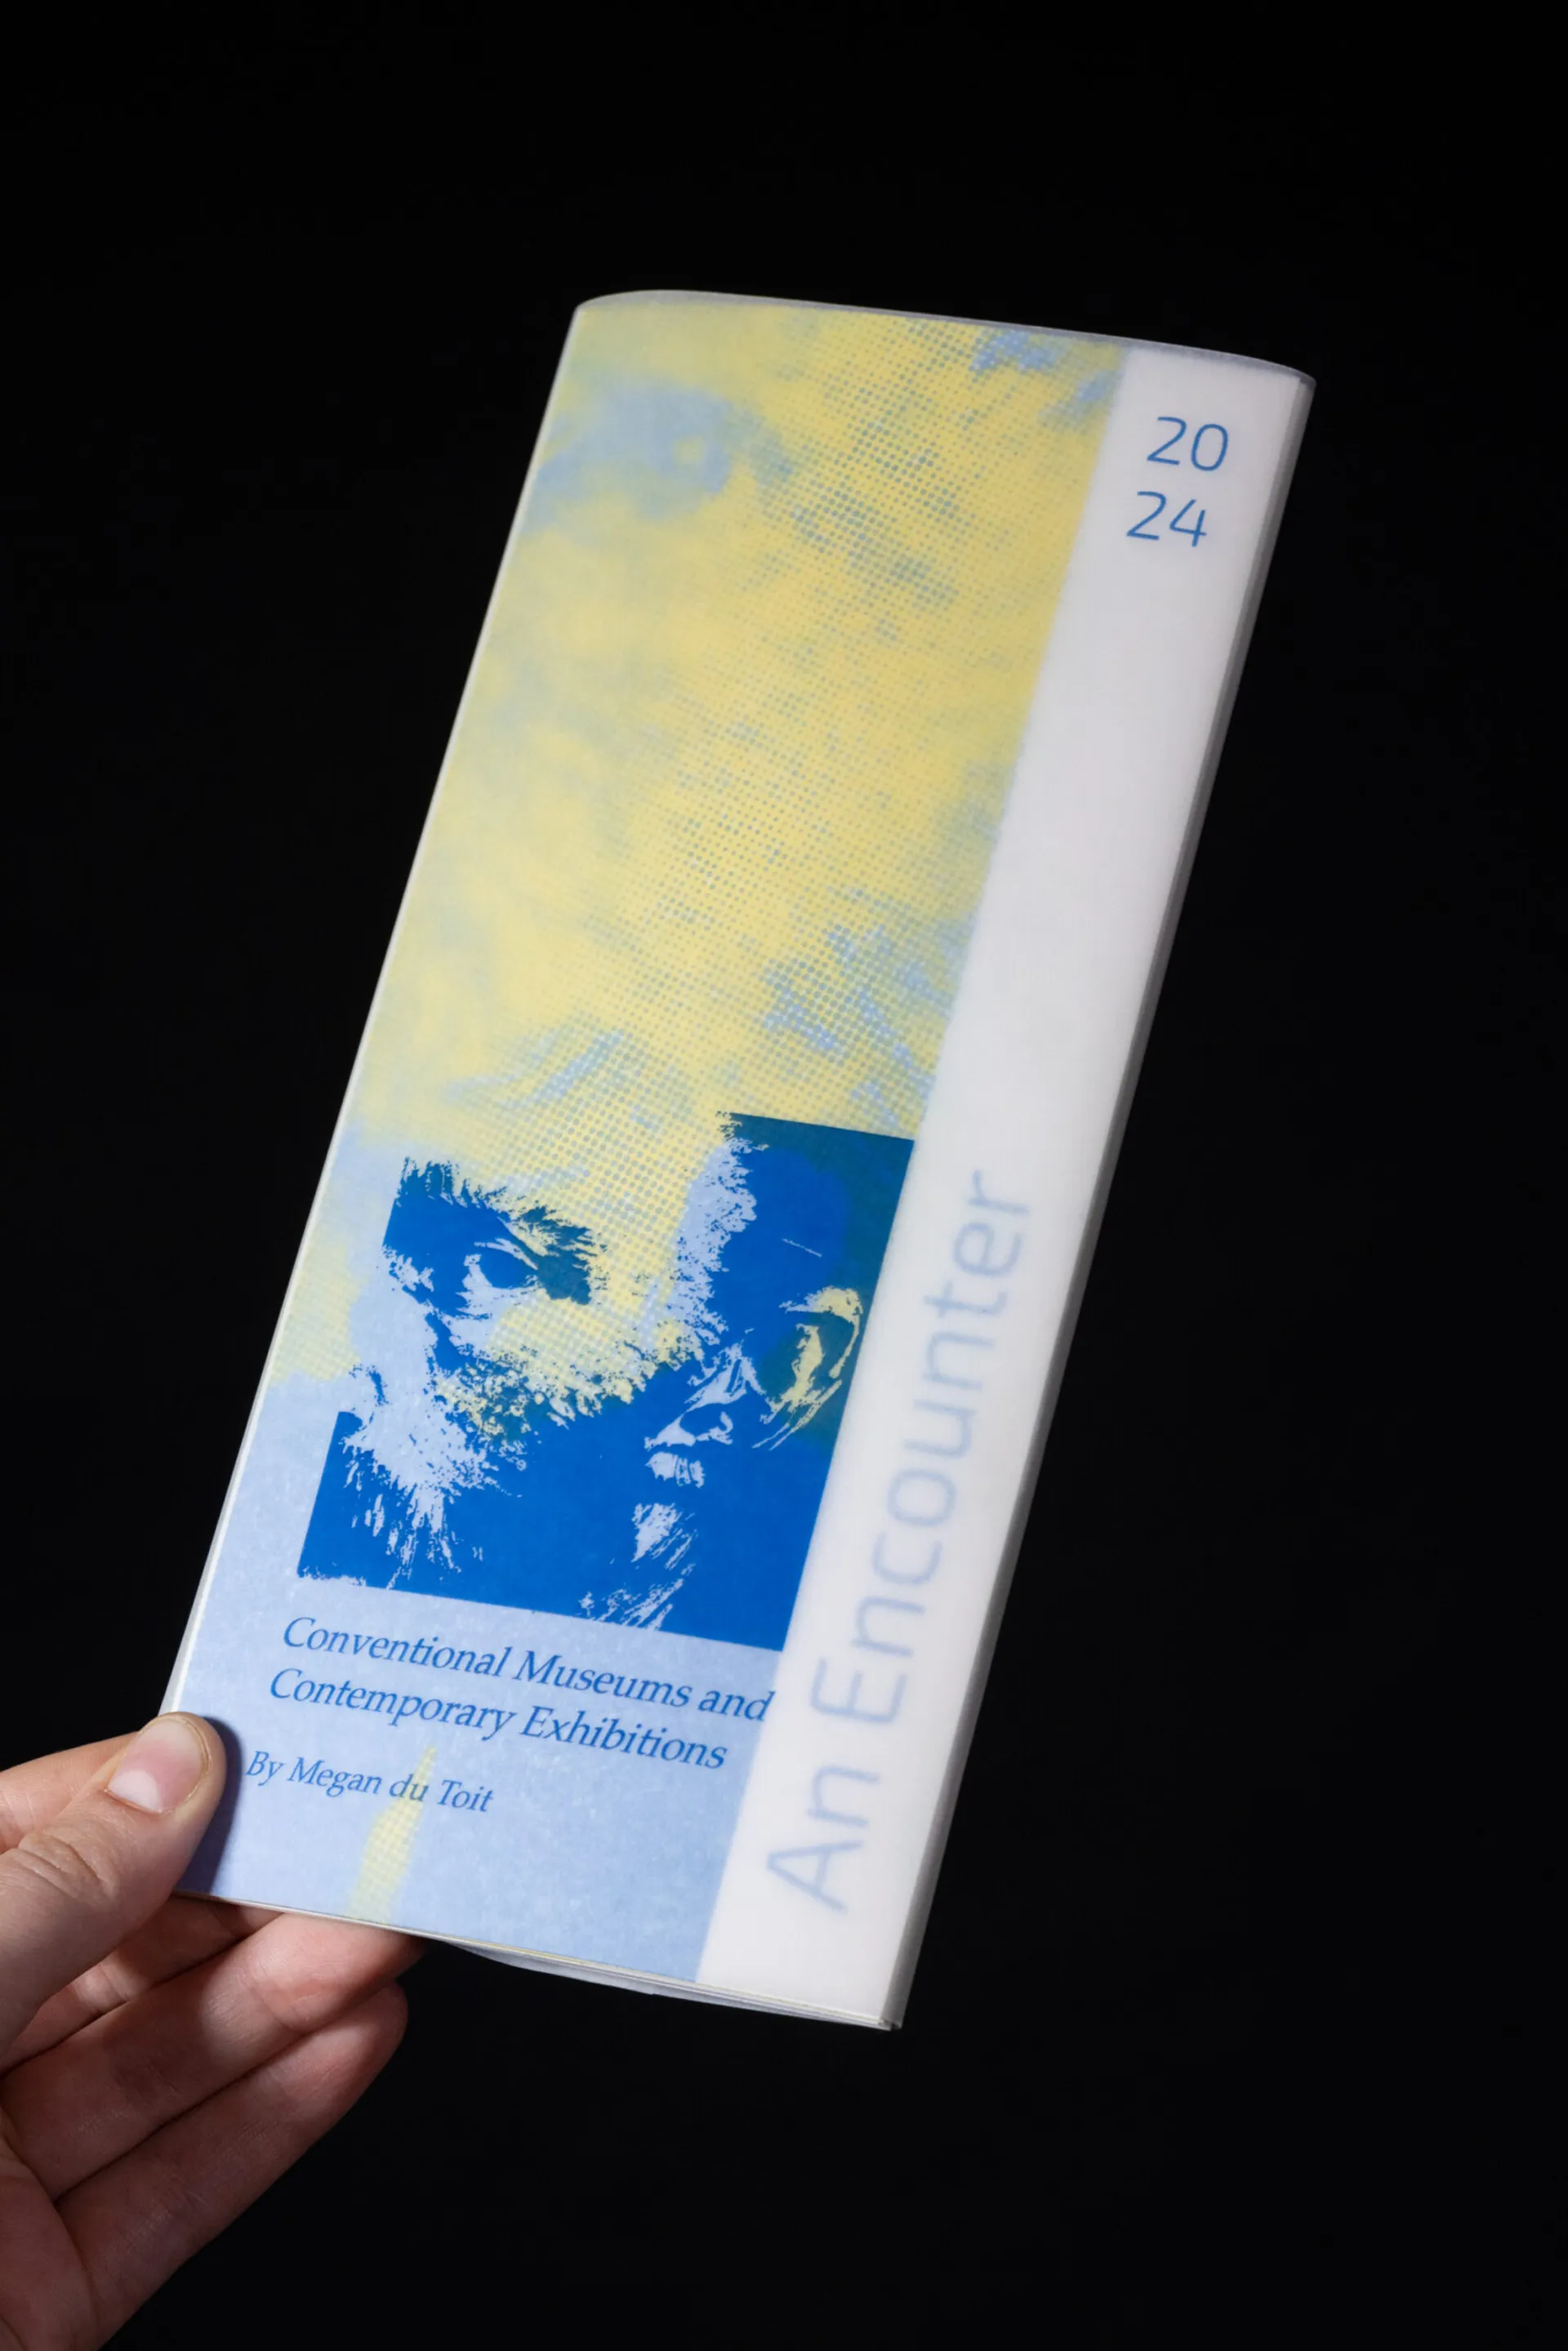 20
24
An Encounter
Conventional Museums and
Contemporary Exhibitions
By Megan du Toit